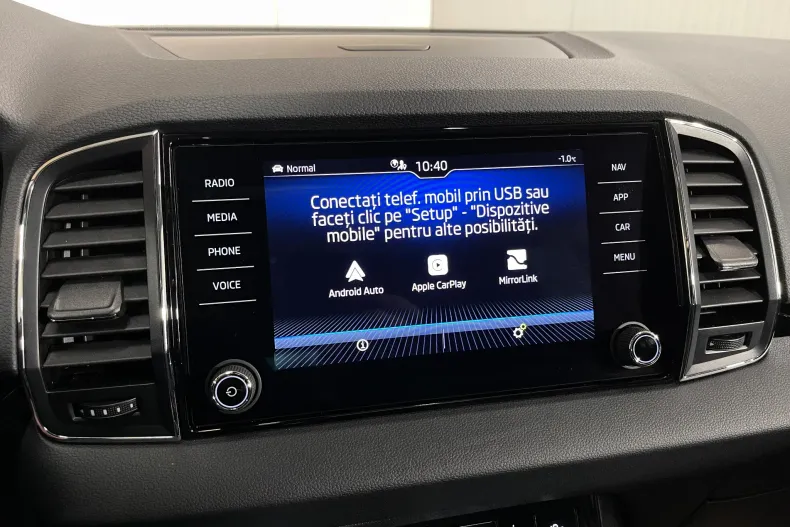 Normal
10:40
-1.0°C
RADIO
MEDIA
PHONE
VOICE
Conectați telef. mobil prin USB sau
faceți clic pe "Setup" - "Dispozitive
mobile" pentru alte posibilități.
Android Auto
Apple CarPlay
MirrorLink
NAV
APP
CAR
MENU